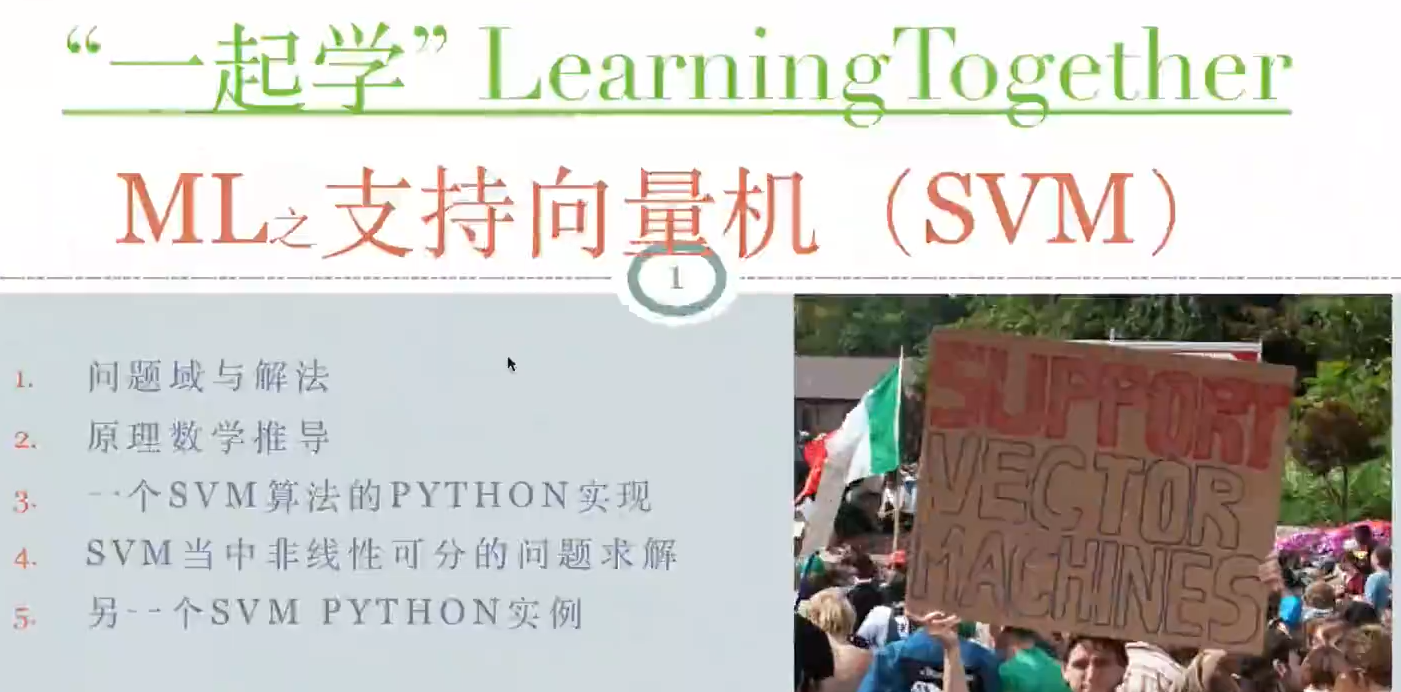 “一起学” LearningTogether
ML之支持向量机（SVM）
1
1. 问题域与解法
2. 原理数学推导
3. 一个SVM算法的PYTHON实现
4. SVM当中非线性可分的问题求解
5. 另一个SVM PYTHON实例
SUPPORT
VECTOR
MACHINES